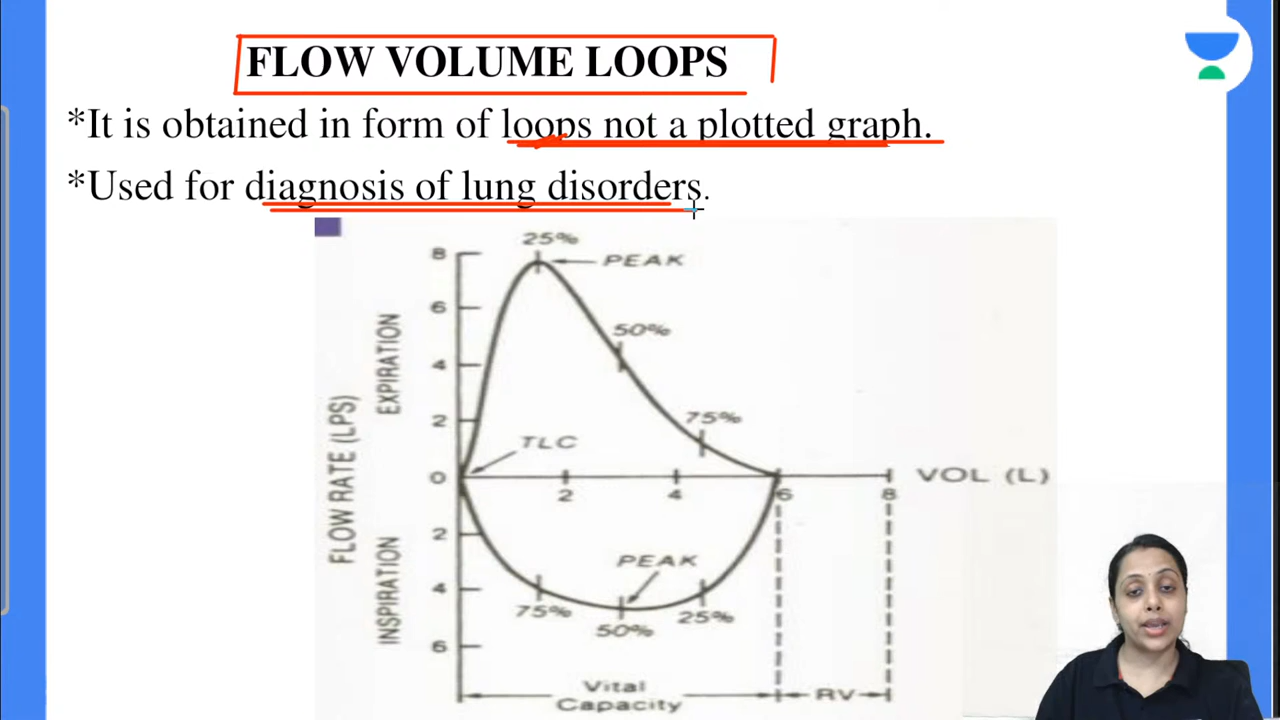 FLOW VOLUME LOOPS
*It is obtained in form of loops not a plotted graph.
*Used for diagnosis of lung disorders.
25%
8
PEAK
6
50%
EXPIRATION
4
75%
2
TLC
FLOW RATE (LPS)
0
2
4
6
8
VOL (L)
2
INSPIRATION
PEAK
4
75%
50%
25%
6
Vital
Capacity
RV